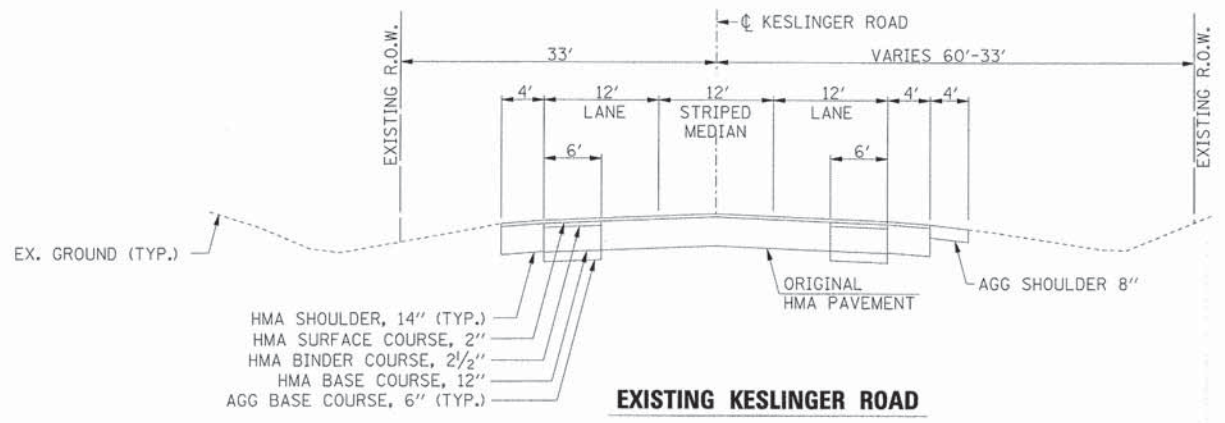 ℄ KESLINGER ROAD
EXISTING R.O.W.
33'
VARIES 60'-33'
EXISTING R.O.W.
4' 12' 12' 12' 4' 4'
LANE STRIPED LANE
MEDIAN
6' 6'
EX. GROUND (TYP.)
ORIGINAL
HMA PAVEMENT
AGG SHOULDER 8"
HMA SHOULDER, 14" (TYP.)
HMA SURFACE COURSE, 2"
HMA BINDER COURSE, 2½"
HMA BASE COURSE, 12"
AGG BASE COURSE, 6" (TYP.)
EXISTING KESLINGER ROAD